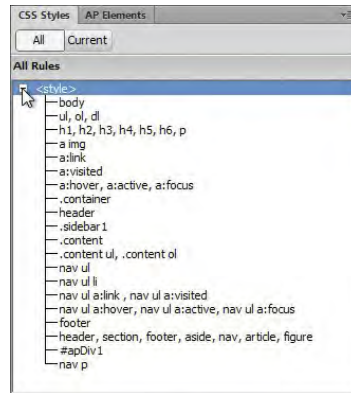 CSS Styles AP Elements
All Current
All Rules
<style>
body
ul, ol, dl
h1, h2, h3, h4, h5, h6, p
a img
a:link
a:visited
a:hover, a:active, a:focus
.container
header
.sidebar1
.content
.content ul, .content ol
nav ul
nav ul li
nav ul a:link , nav ul a:visited
nav ul a:hover, nav ul a:active, nav ul a:focus
footer
header, section, footer, aside, nav, article, figure
#apDiv1
nav p